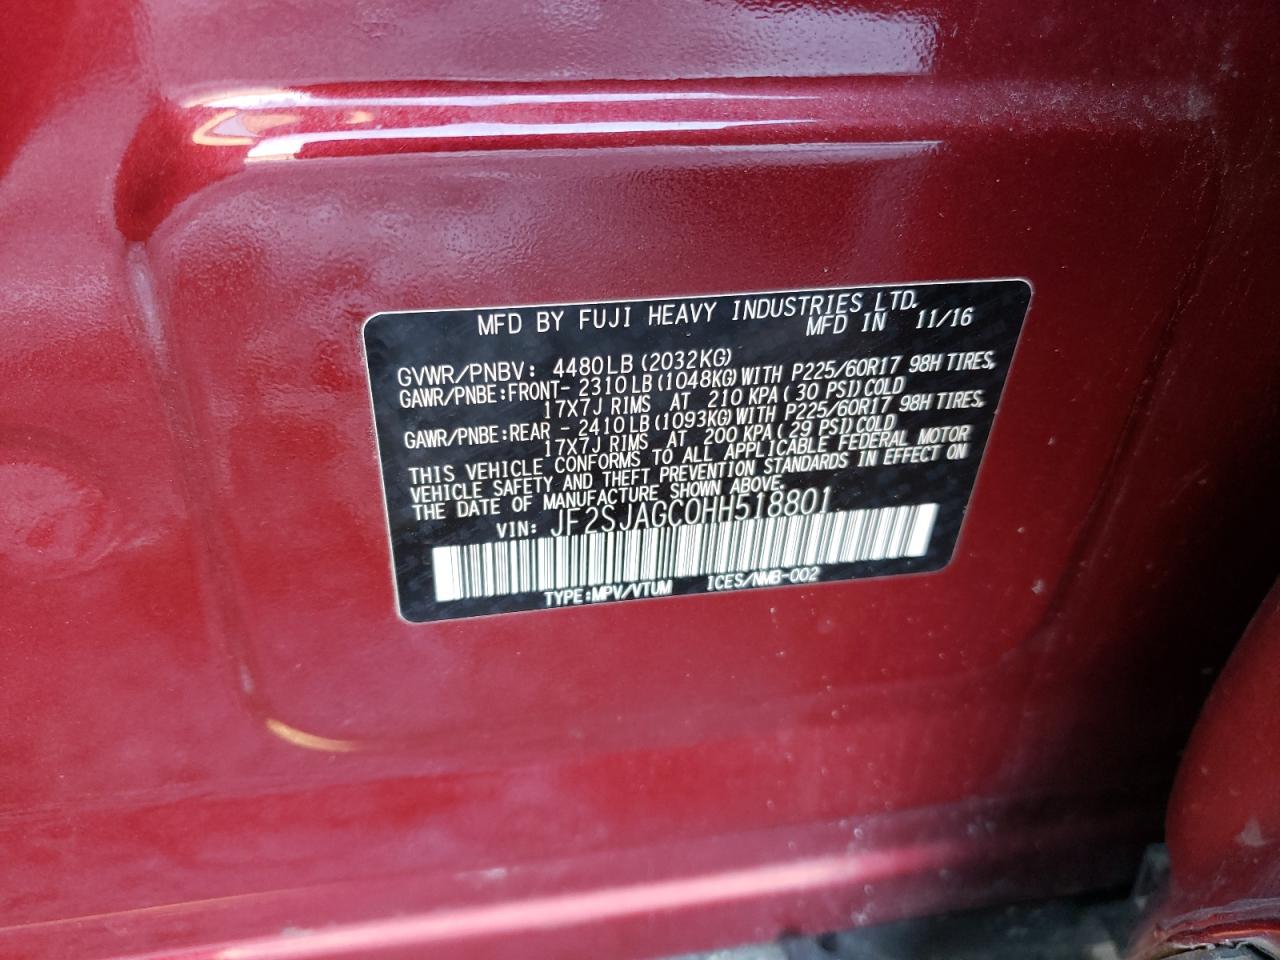 MFD BY FUJI HEAVY INDUSTRIES LTD.
MFD IN 11/16
GVWR/PNBV: 4480LB(2032KG)
GAWR/PNBE:FRONT- 2310LB(1048KG)WITH P225/60R17 98H TIRES,
17X7J RIMS AT 210 KPA( 30 PSI)COLD
GAWR/PNBE:REAR - 2410LB(1093KG)WITH P225/60R17 98H TIRES,
17X7J RIMS AT 200 KPA( 29 PSI)COLD
THIS VEHICLE CONFORMS TO ALL APPLICABLE FEDERAL MOTOR
VEHICLE SAFETY AND THEFT PREVENTION STANDARDS IN EFFECT ON
THE DATE OF MANUFACTURE SHOWN ABOVE.
VIN: JF2SJAGC0HH518801
TYPE:MPV/VTUM ICES/NMB-002